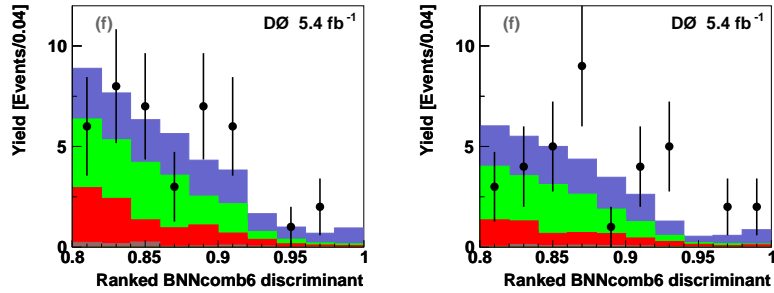 (f) DØ 5.4 fb⁻¹
Yield [Events/0.04]
10
5
0
0.8 0.85 0.9 0.95 1
Ranked BNNcomb6 discriminant
(f) DØ 5.4 fb⁻¹
Yield [Events/0.04]
10
5
0
0.8 0.85 0.9 0.95 1
Ranked BNNcomb6 discriminant